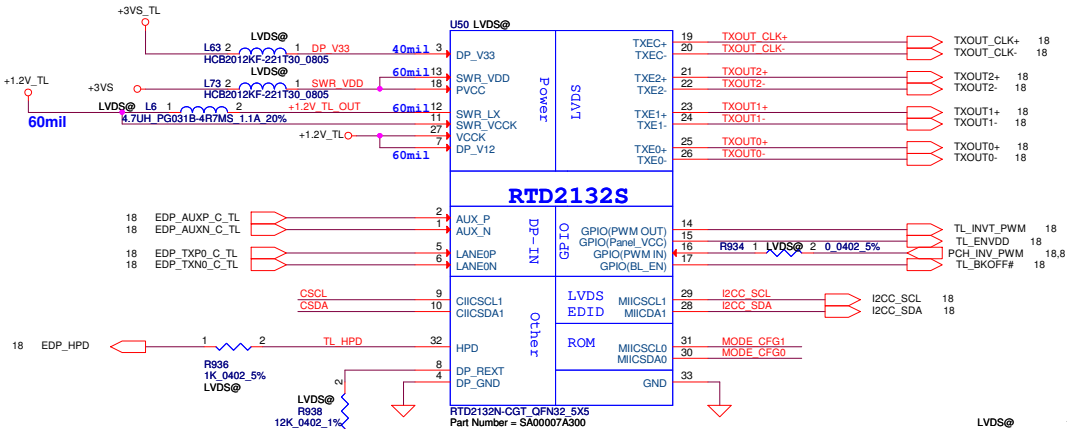 +3VS_TL
U50 LVDS@
LVDS@
L63 2 1 DP_V33 40mil 3 DP_V33
HCB2012KF-221T30_0805
TXEC+ 19 TXOUT_CLK+ TXOUT_CLK+ 18
TXEC- 20 TXOUT_CLK- TXOUT_CLK- 18
+1.2V_TL
LVDS@
60mil 13 SWR_VDD
+3VS L73 2 1 SWR_VDD 18 PVCC
HCB2012KF-221T30_0805
TXE2+ 21 TXOUT2+ TXOUT2+ 18
TXE2- 22 TXOUT2- TXOUT2- 18
LVDS@ L6 1 2 +1.2V_TL_OUT 60mil 12 SWR_LX
60mil 4.7UH_PG031B-4R7MS_1.1A_20% 11 SWR_VCCK
TXE1+ 23 TXOUT1+ TXOUT1+ 18
TXE1- 24 TXOUT1- TXOUT1- 18
+1.2V_TL 27 VCCK
7 DP_V12
60mil
TXE0+ 25 TXOUT0+ TXOUT0+ 18
TXE0- 26 TXOUT0- TXOUT0- 18
Power
LVDS
RTD2132S
18 EDP_AUXP_C_TL 2 AUX_P
18 EDP_AUXN_C_TL 1 AUX_N
18 EDP_TXP0_C_TL 5 LANE0P
18 EDP_TXN0_C_TL 6 LANE0N
DP-IN
GPIO
GPIO(PWM OUT) 14 TL_INVT_PWM 18
GPIO(Panel_VCC) 15 TL_ENVDD 18
GPIO(PWM IN) 16 R934 1 LVDS@ 2 0_0402_5% PCH_INV_PWM 18,8
GPIO(BL_EN) 17 TL_BKOFF# 18
CSCL 9 CIICSCL1
CSDA 10 CIICSDA1
Other
LVDS
EDID
MIICSCL1 29 I2CC_SCL I2CC_SCL 18
MIICDA1 28 I2CC_SDA I2CC_SDA 18
18 EDP_HPD 1 2 TL_HPD 32 HPD
R936
1K_0402_5%
LVDS@
ROM
MIICSCL0 31 MODE_CFG1
MIICSDA0 30 MODE_CFG0
8 DP_REXT
4 DP_GND
GND 33
2
LVDS@
R938
12K_0402_1%
RTD2132N-CGT_QFN32_5X5
Part Number = SA00007A300
LVDS@